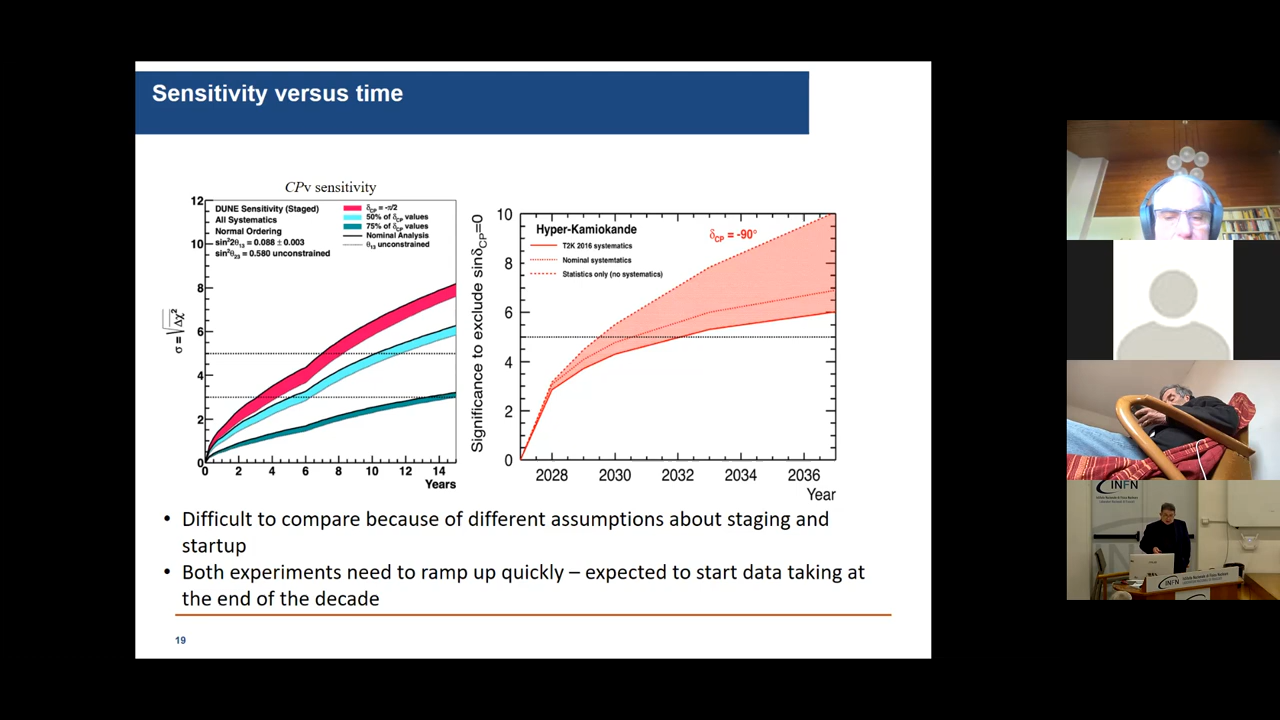 Sensitivity versus time
CPv sensitivity
DUNE Sensitivity (Staged)
All Systematics
Normal Ordering
sin²2θ₁₃ = 0.088 ± 0.003
sin²θ₂₃ = 0.580 unconstrained
δCP = -π/2
50% of δCP values
75% of δCP values
Nominal Analysis
θ₁₃ unconstrained
σ = √Δχ²
12
10
8
6
4
2
0
0 2 4 6 8 10 12 14
Years
Significance to exclude sinδCP=0
Hyper-Kamiokande
T2K 2016 systematics
Nominal systemtatics
Statistics only (no systematics)
δCP = -90°
10
8
6
4
2
0
2028 2030 2032 2034 2036
Year
• Difficult to compare because of different assumptions about staging and
startup
• Both experiments need to ramp up quickly – expected to start data taking at
the end of the decade
19
INFN
INFN